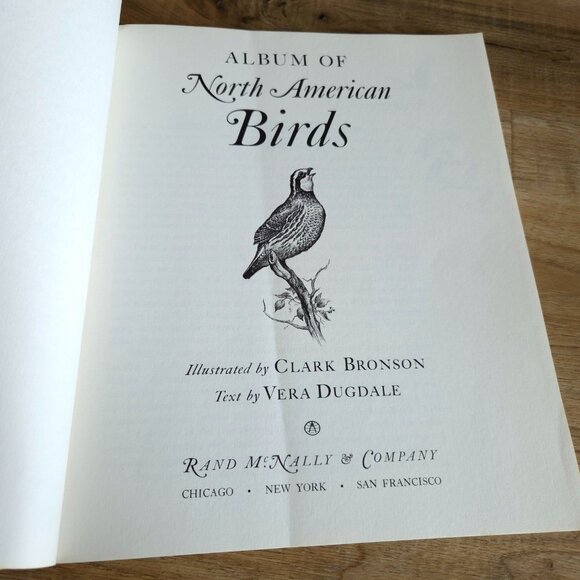 ALBUM OF
North American
Birds
Illustrated by CLARK BRONSON
Text by VERA DUGDALE
RAND McNALLY & COMPANY
CHICAGO • NEW YORK • SAN FRANCISCO